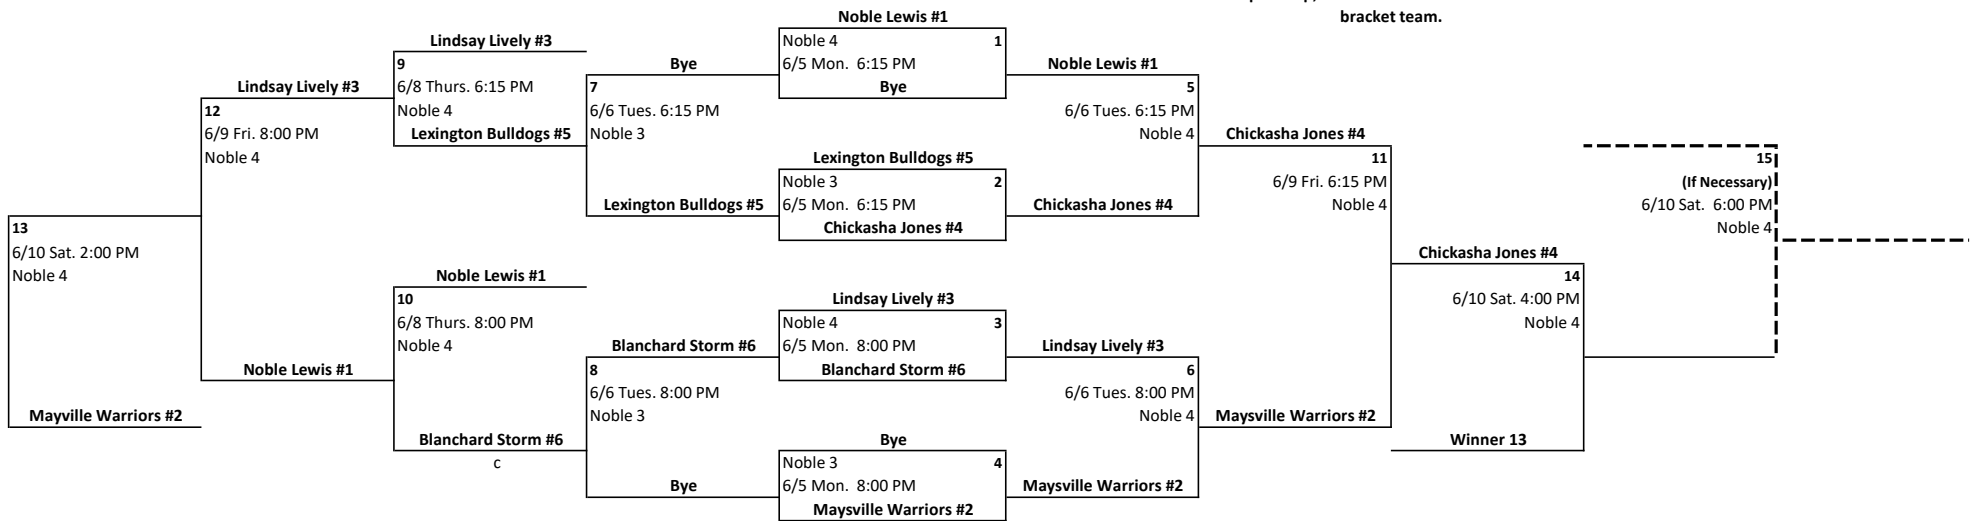 bracket team.
Noble Lewis #1
Lindsay Lively #3
Noble 4 1
9
Bye
6/5 Mon. 6:15 PM
Noble Lewis #1
Lindsay Lively #3
6/8 Thurs. 6:15 PM
7
Bye
5
12
Noble 4
6/6 Tues. 6:15 PM
6/6 Tues. 6:15 PM
6/9 Fri. 8:00 PM
Lexington Bulldogs #5
Noble 3
Noble 4
Chickasha Jones #4
Noble 4
Lexington Bulldogs #5
11
15
Noble 3 2
6/9 Fri. 6:15 PM
(If Necessary)
Lexington Bulldogs #5
6/5 Mon. 6:15 PM
Chickasha Jones #4
Noble 4
6/10 Sat. 6:00 PM
13
Chickasha Jones #4
Noble 4
6/10 Sat. 2:00 PM
Chickasha Jones #4
Noble 4
Noble Lewis #1
14
10
Lindsay Lively #3
6/10 Sat. 4:00 PM
6/8 Thurs. 8:00 PM
Noble 4 3
Noble 4
Noble 4
Blanchard Storm #6
6/5 Mon. 8:00 PM
Lindsay Lively #3
Noble Lewis #1
8
Blanchard Storm #6
6
6/6 Tues. 8:00 PM
6/6 Tues. 8:00 PM
Mayville Warriors #2
Noble 3
Noble 4
Maysville Warriors #2
Blanchard Storm #6
Bye
Winner 13
c
Noble 3 4
Bye
6/5 Mon. 8:00 PM
Maysville Warriors #2
Maysville Warriors #2